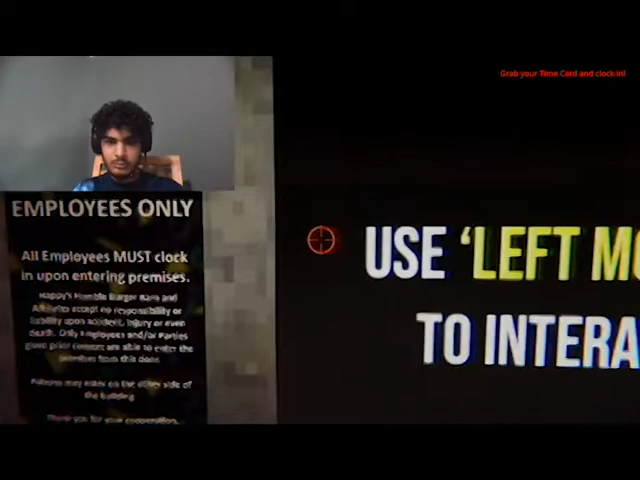 Grab your Time Card and clock in!
EMPLOYEES ONLY
All Employees MUST clock
in upon entering premises.
Happy's Humble Burger Barn and
Affiliates accept no responsibility or
liability upon accident, injury or even
death. Only employees and/or Parties
given prior consent are able to enter the
premises from this door.
Patrons may enter on the other side of
the building
Thank you for your cooperation.
USE ‘LEFT MO
TO INTERA